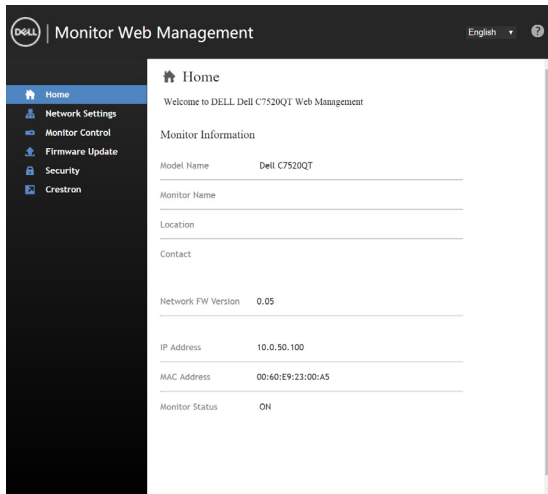 DELL | Monitor Web Management
English
?
Home
Network Settings
Monitor Control
Firmware Update
Security
Crestron
Home
Welcome to DELL Dell C7520QT Web Management
Monitor Information
Model Name Dell C7520QT
Monitor Name
Location
Contact
Network FW Version 0.05
IP Address 10.0.50.100
MAC Address 00:60:E9:23:00:A5
Monitor Status ON